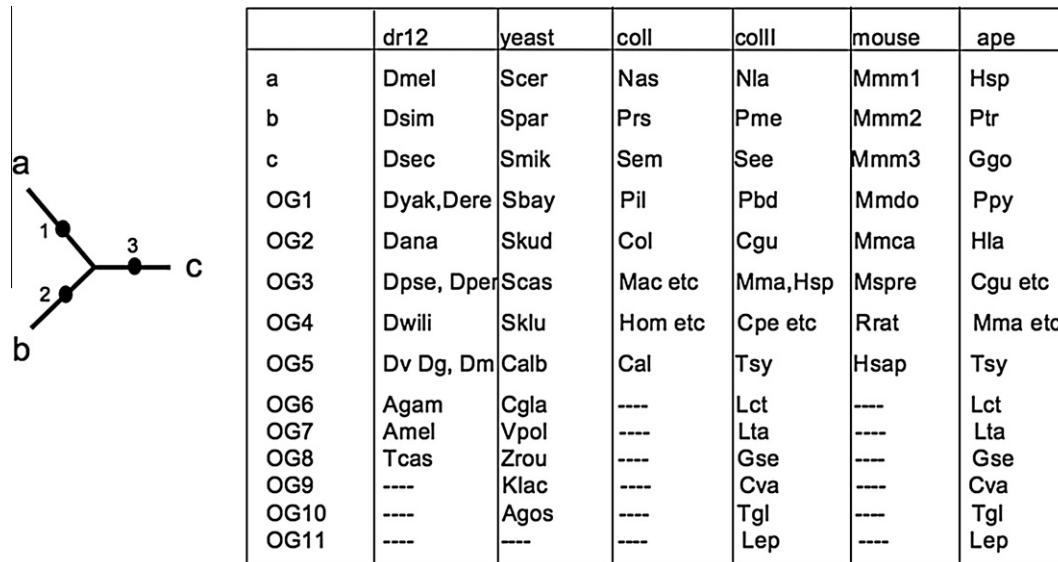 dr12 yeast colI colII mouse ape
a Dmel Scer Nas Nla Mmm1 Hsp
b Dsim Spar Prs Pme Mmm2 Ptr
c Dsec Smik Sem See Mmm3 Ggo
OG1 Dyak,Dere Sbay Pil Pbd Mmdo Ppy
OG2 Dana Skud Col Cgu Mmca Hla
OG3 Dpse, Dper Scas Mac etc Mma,Hsp Mspre Cgu etc
OG4 Dwili Sklu Hom etc Cpe etc Rrat Mma etc
OG5 Dv Dg, Dm Calb Cal Tsy Hsap Tsy
OG6 Agam Cgla ---- Lct ---- Lct
OG7 Amel Vpol ---- Lta ---- Lta
OG8 Tcas Zrou ---- Gse ---- Gse
OG9 ---- Klac ---- Cva ---- Cva
OG10 ---- Agos ---- Tgl ---- Tgl
OG11 ---- ---- ---- Lep ---- Lep
a
1
3
c
2
b